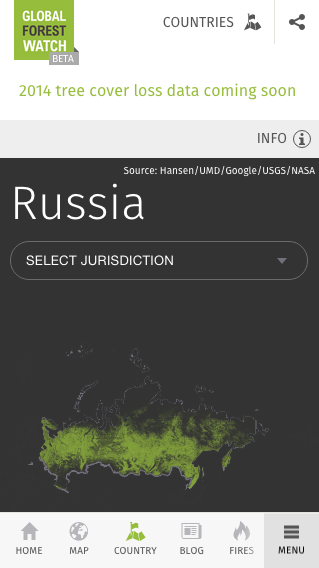 GLOBAL
FOREST
WATCH
BETA
COUNTRIES
2014 tree cover loss data coming soon
INFO
Source: Hansen/UMD/Google/USGS/NASA
Russia
SELECT JURISDICTION
HOME MAP COUNTRY BLOG FIRES MENU